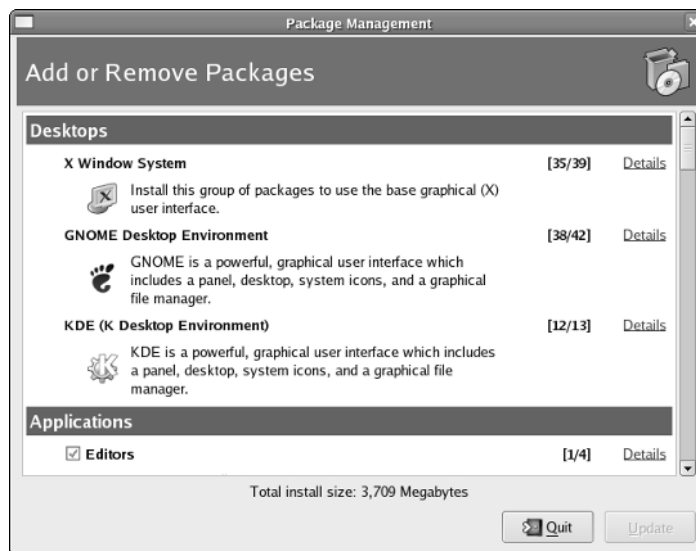 Package Management
Add or Remove Packages
Desktops
X Window System [35/39] Details
Install this group of packages to use the base graphical (X)
user interface.
GNOME Desktop Environment [38/42] Details
GNOME is a powerful, graphical user interface which
includes a panel, desktop, system icons, and a graphical
file manager.
KDE (K Desktop Environment) [12/13] Details
KDE is a powerful, graphical user interface which includes
a panel, desktop, system icons, and a graphical file
manager.
Applications
Editors [1/4] Details
Total install size: 3,709 Megabytes
Quit Update